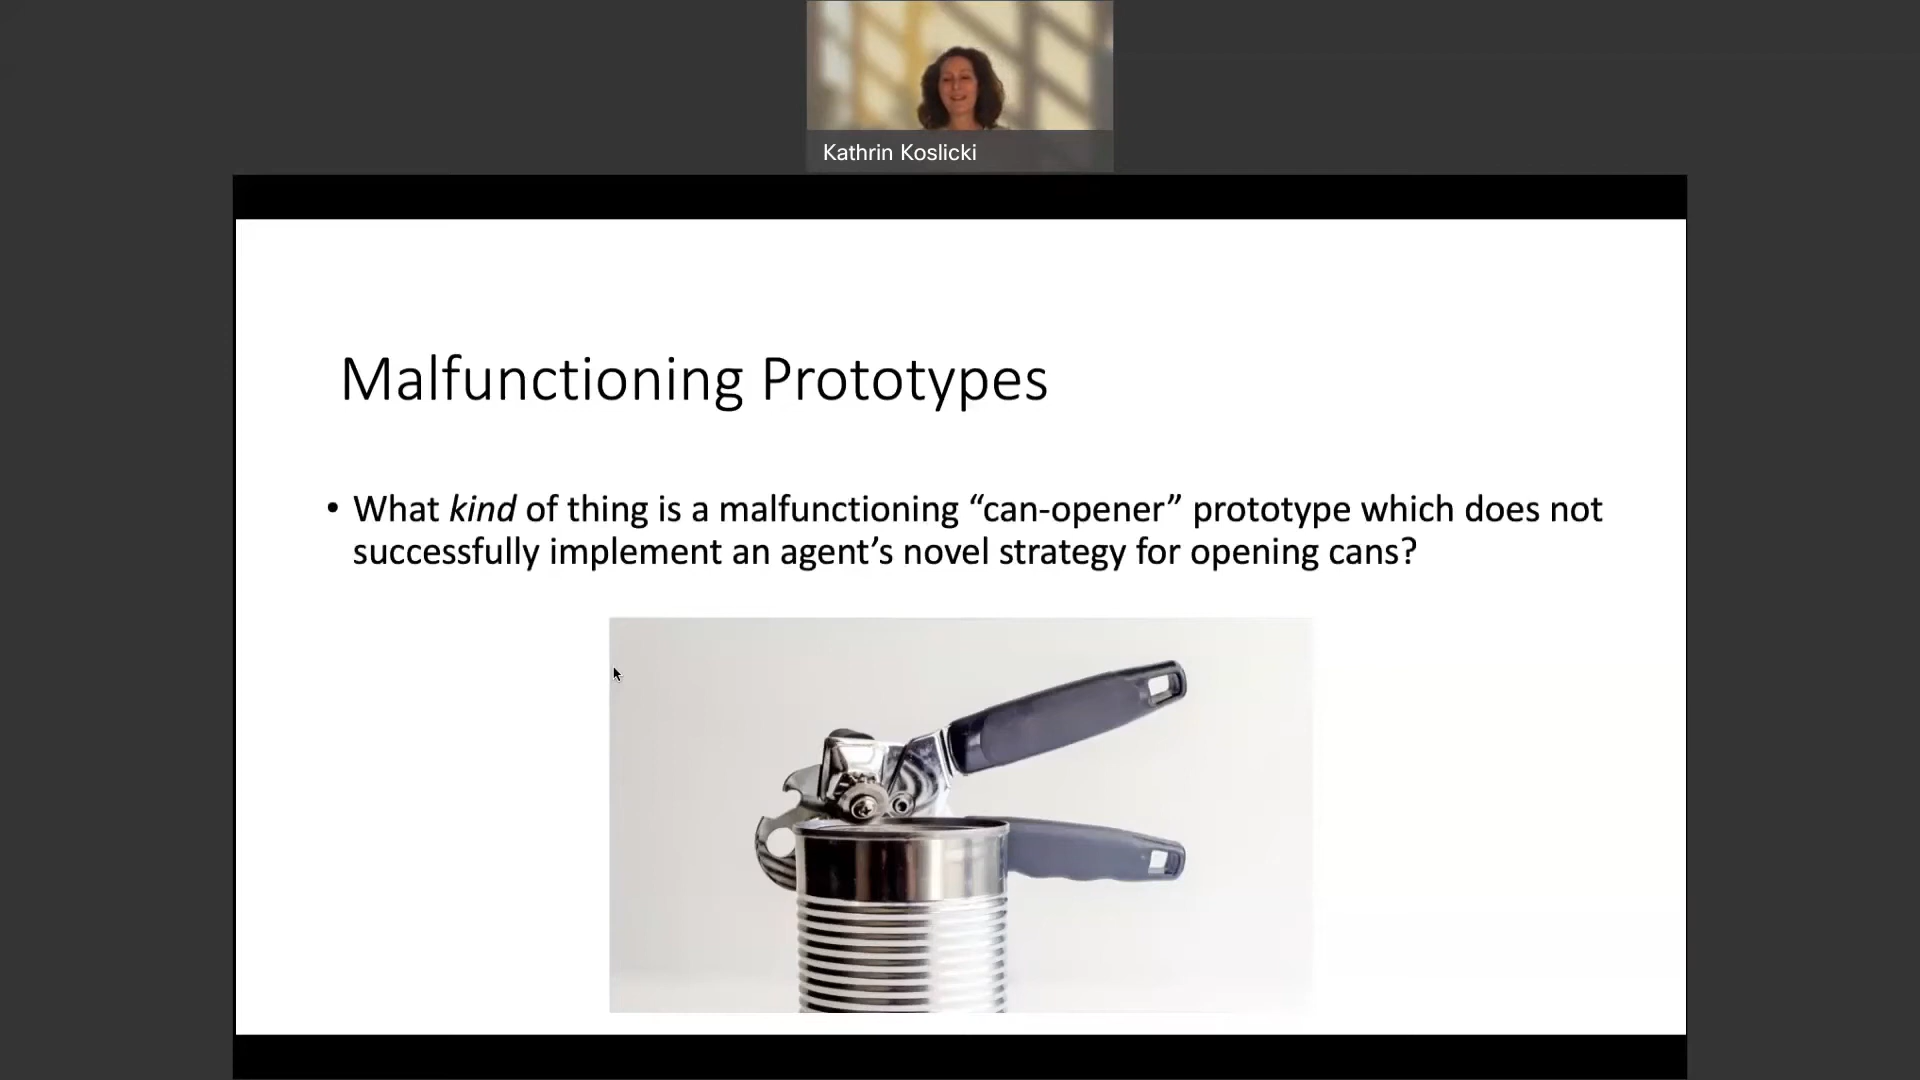 Kathrin Koslicki
Malfunctioning Prototypes
• What kind of thing is a malfunctioning “can-opener” prototype which does not
successfully implement an agent’s novel strategy for opening cans?